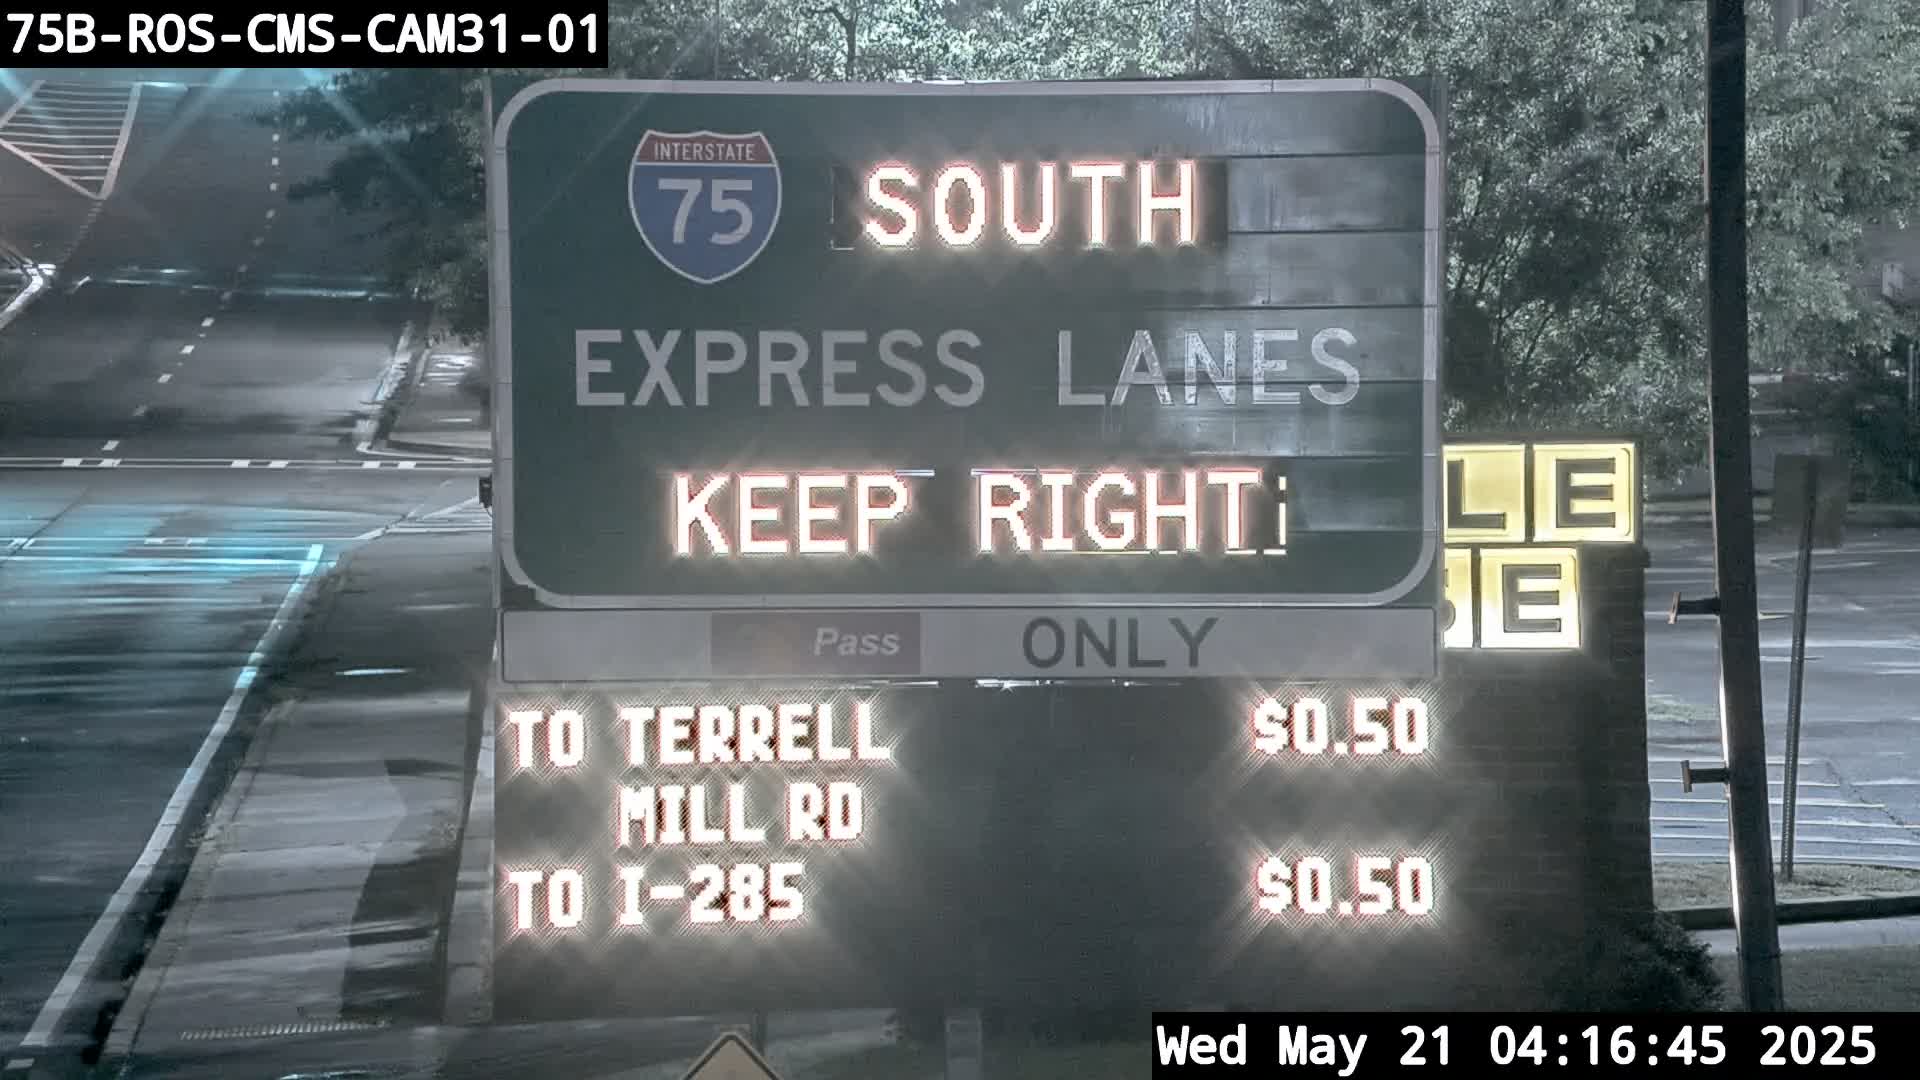 75B-ROS-CMS-CAM31-01
INTERSTATE
75
SOUTH
EXPRESS LANES
KEEP RIGHT
LE
E
Pass ONLY
TO TERRELL $0.50
MILL RD
TO I-285 $0.50
Wed May 21 04:16:45 2025